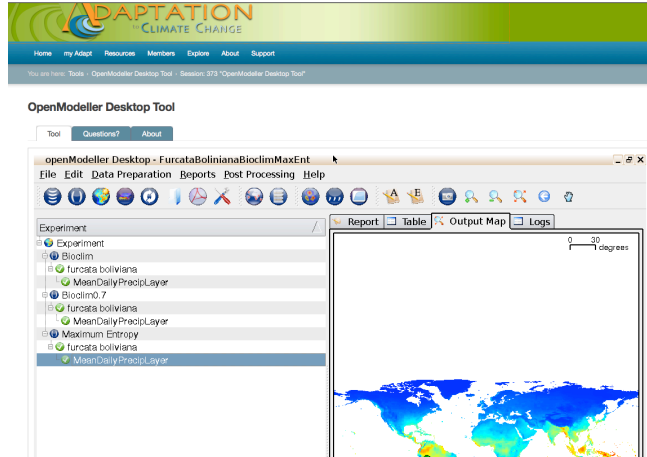 ADAPTATION
TO CLIMATE CHANGE
Home my Adapt Resources Members Explore About Support
You are here: Tools › OpenModeller Desktop Tool › Session: 373 "OpenModeller Desktop Tool"
OpenModeller Desktop Tool
Tool Questions? About
openModeller Desktop - FurcataBolinianaBioclimMaxEnt
File Edit Data Preparation Reports Post Processing Help
A E
Experiment
Report Table Output Map Logs
Experiment
Bioclim
furcata boliviana
MeanDailyPrecipLayer
Bioclim0.7
furcata boliviana
MeanDailyPrecipLayer
Maximum Entropy
furcata boliviana
MeanDailyPrecipLayer
0 30
degrees